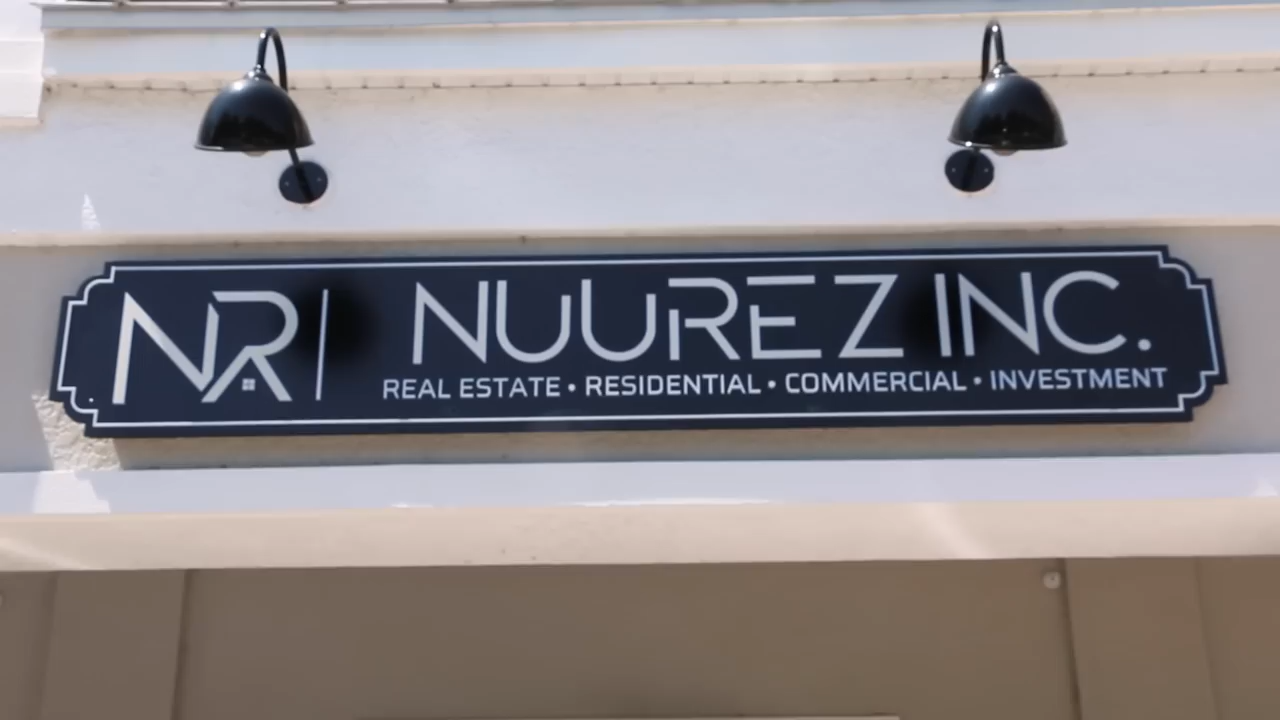 NR | NUUREZ INC.
REAL ESTATE • RESIDENTIAL • COMMERCIAL • INVESTMENT